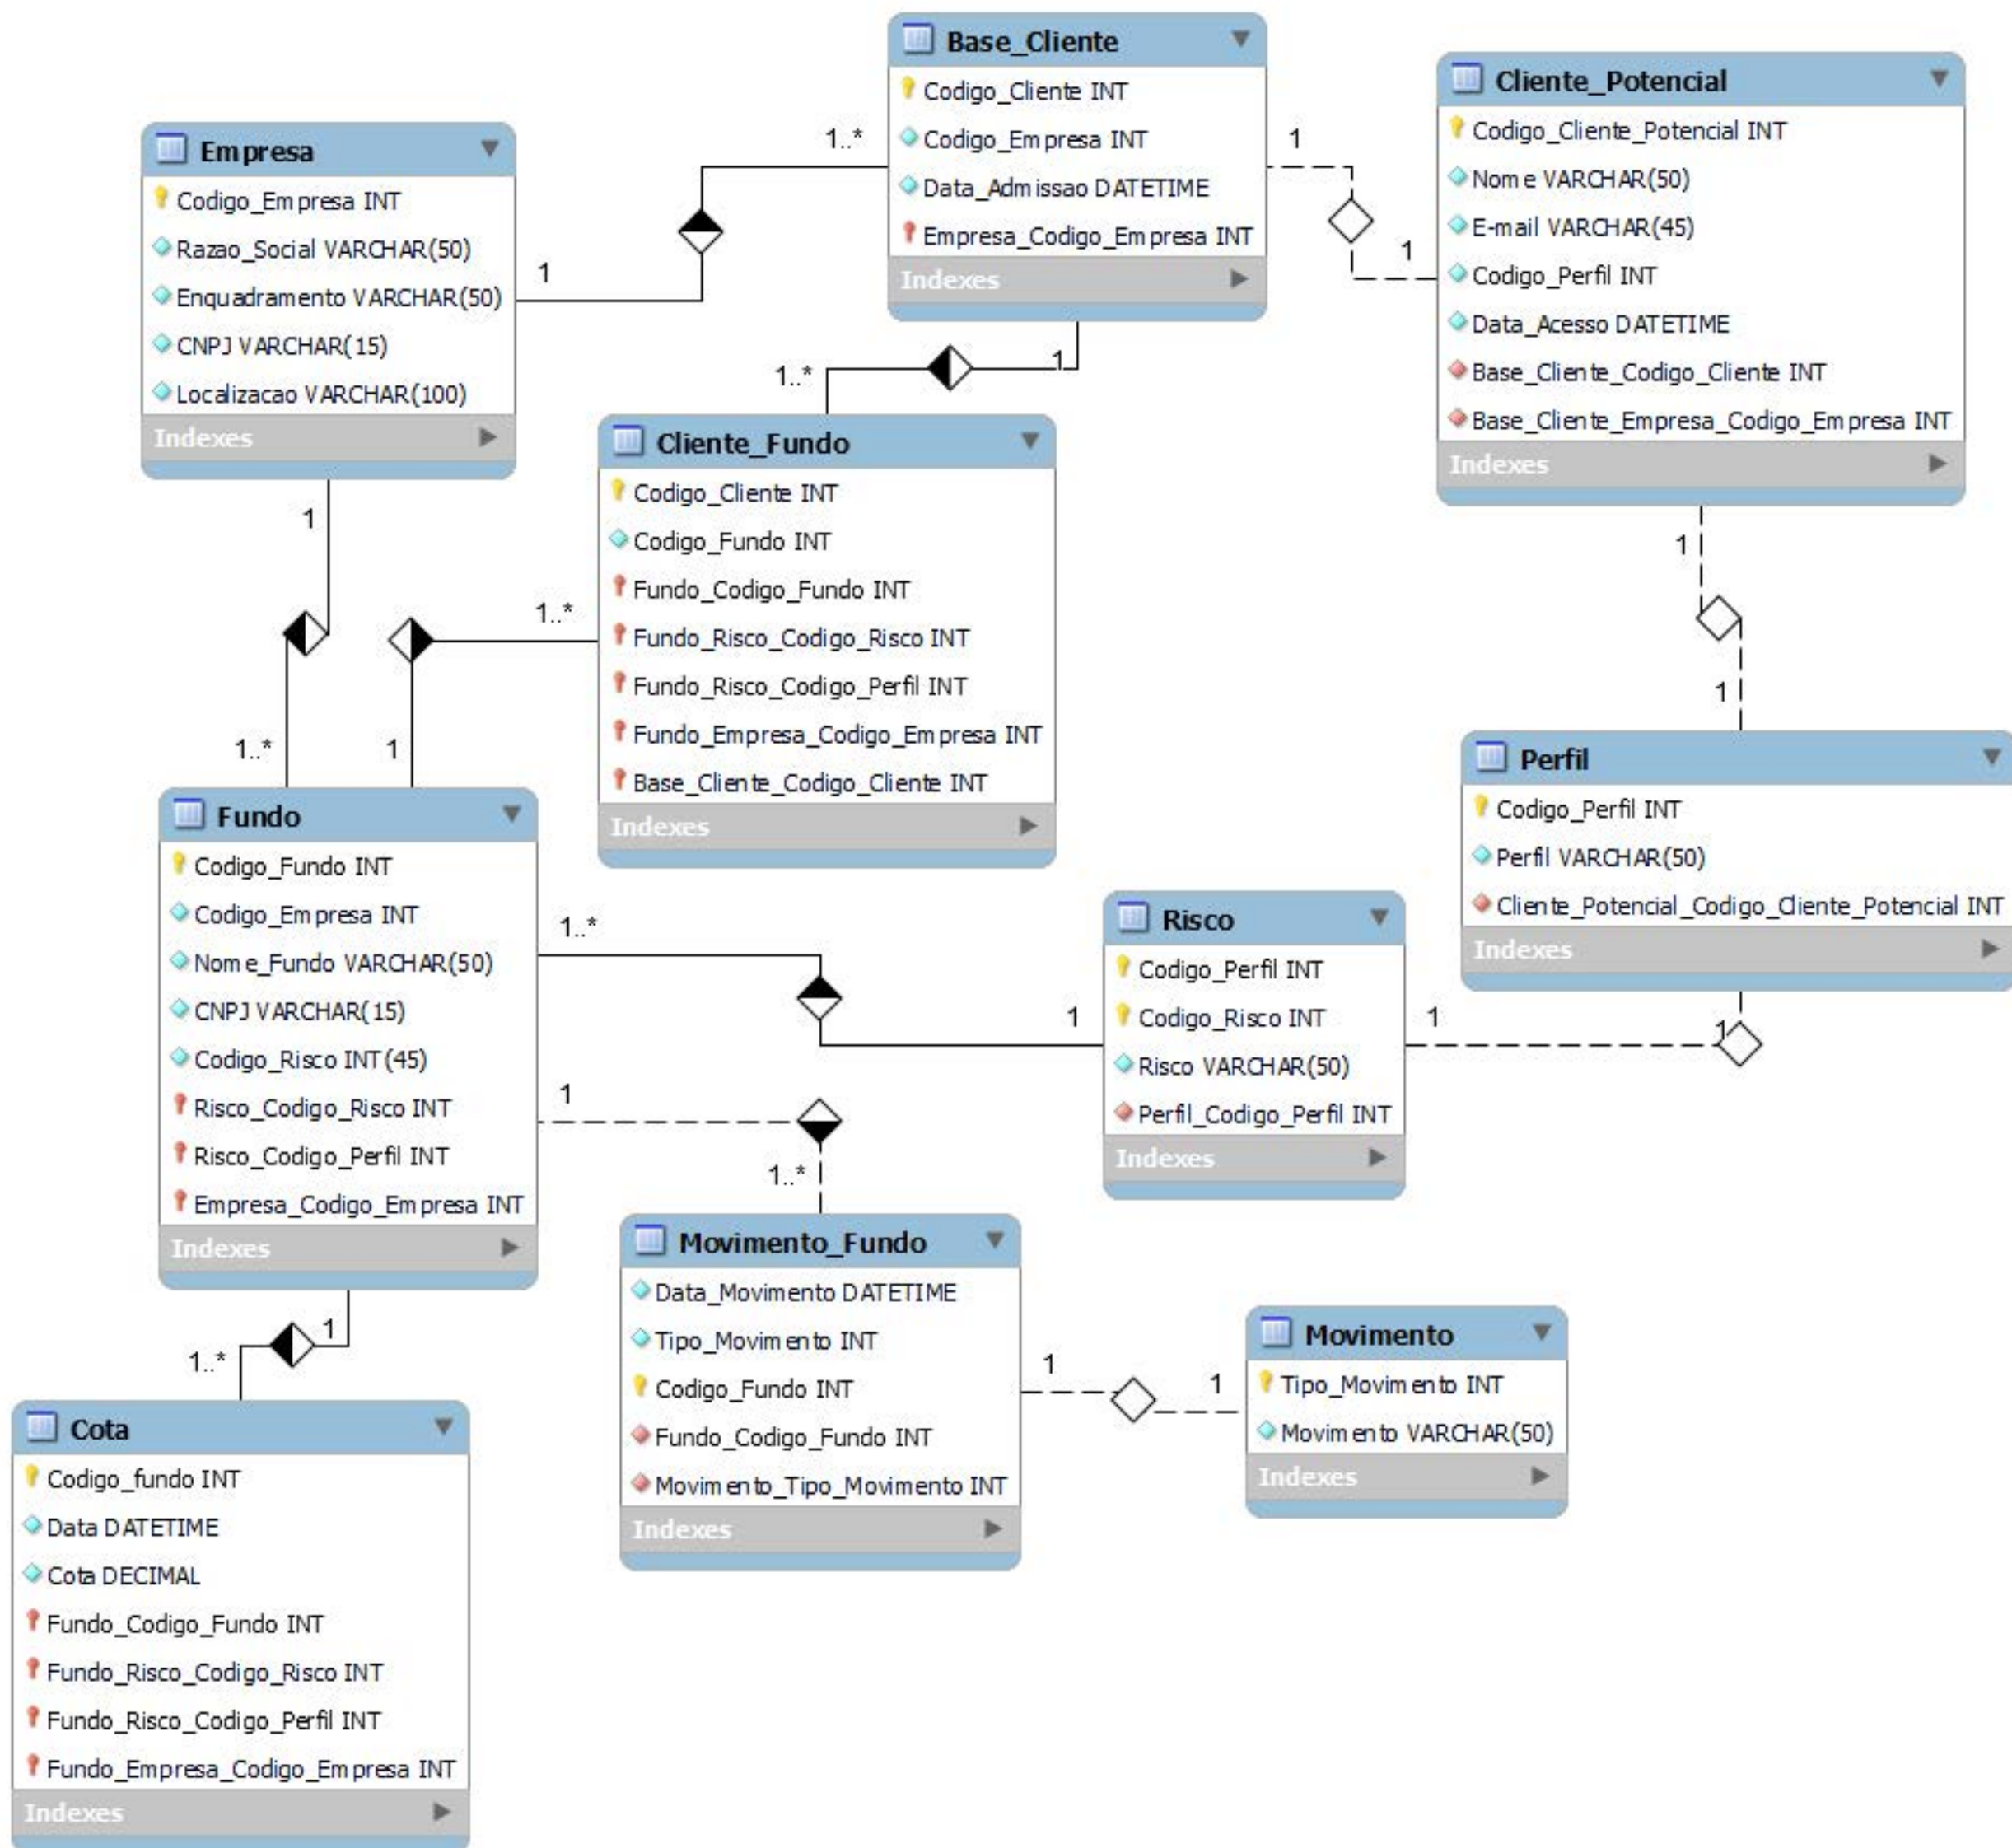 Base_Cliente
Codigo_Cliente INT
Codigo_Empresa INT
Data_Admissao DATETIME
Empresa_Codigo_Empresa INT
Indexes
Cliente_Potencial
Codigo_Cliente_Potencial INT
Nome VARCHAR(50)
E-mail VARCHAR(45)
Codigo_Perfil INT
Data_Acesso DATETIME
Base_Cliente_Codigo_Cliente INT
Base_Cliente_Empresa_Codigo_Empresa INT
Indexes
Empresa
Codigo_Empresa INT
Razao_Social VARCHAR(50)
Enquadramento VARCHAR(50)
CNPJ VARCHAR(15)
Localizacao VARCHAR(100)
Indexes
1..*
1
1
1
1..*
1
Cliente_Fundo
Codigo_Cliente INT
Codigo_Fundo INT
Fundo_Codigo_Fundo INT
Fundo_Risco_Codigo_Risco INT
Fundo_Risco_Codigo_Perfil INT
Fundo_Empresa_Codigo_Empresa INT
Base_Cliente_Codigo_Cliente INT
Indexes
1
1..*
1..*
1
1
1
Fundo
Codigo_Fundo INT
Codigo_Empresa INT
Nome_Fundo VARCHAR(50)
CNPJ VARCHAR(15)
Codigo_Risco INT(45)
Risco_Codigo_Risco INT
Risco_Codigo_Perfil INT
Empresa_Codigo_Empresa INT
Indexes
Perfil
Codigo_Perfil INT
Perfil VARCHAR(50)
Cliente_Potencial_Codigo_Cliente_Potencial INT
Indexes
Risco
Codigo_Perfil INT
Codigo_Risco INT
Risco VARCHAR(50)
Perfil_Codigo_Perfil INT
Indexes
1..*
1
1
1
1
1..*
Movimento_Fundo
Data_Movimento DATETIME
Tipo_Movimento INT
Codigo_Fundo INT
Fundo_Codigo_Fundo INT
Movimento_Tipo_Movimento INT
Indexes
1
1
Movimento
Tipo_Movimento INT
Movimento VARCHAR(50)
Indexes
1
1..*
Cota
Codigo_fundo INT
Data DATETIME
Cota DECIMAL
Fundo_Codigo_Fundo INT
Fundo_Risco_Codigo_Risco INT
Fundo_Risco_Codigo_Perfil INT
Fundo_Empresa_Codigo_Empresa INT
Indexes